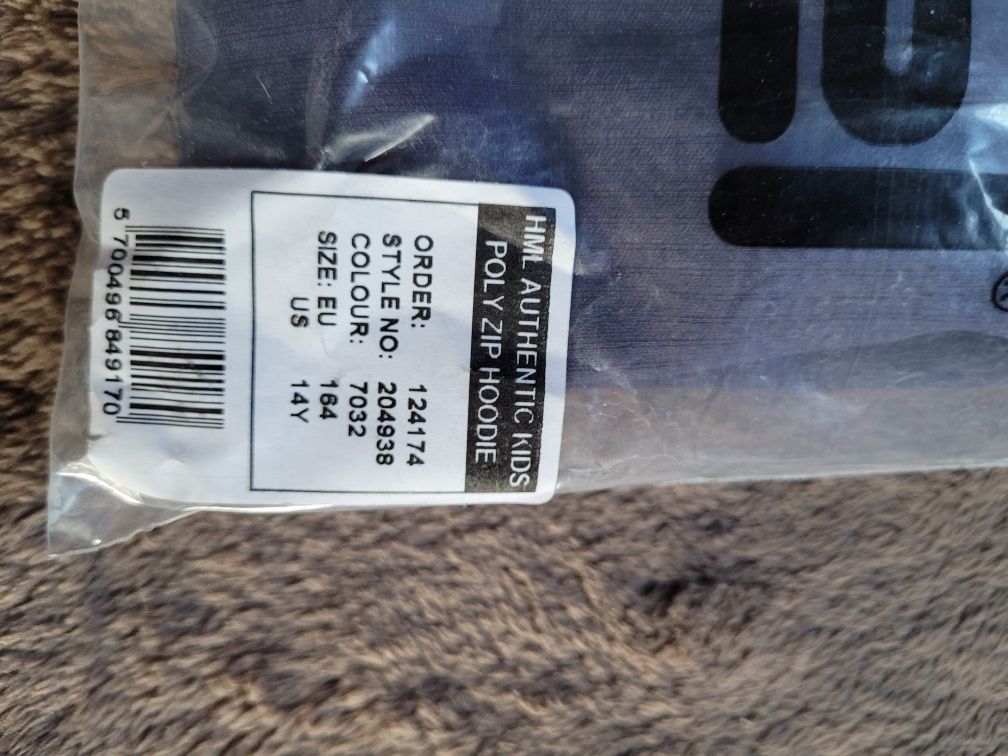 HML AUTHENTIC KIDS
POLY ZIP HOODIE
ORDER: 124174
STYLE NO: 204938
COLOUR: 7032
SIZE: EU 164
US 14Y
5 700496 849170
®